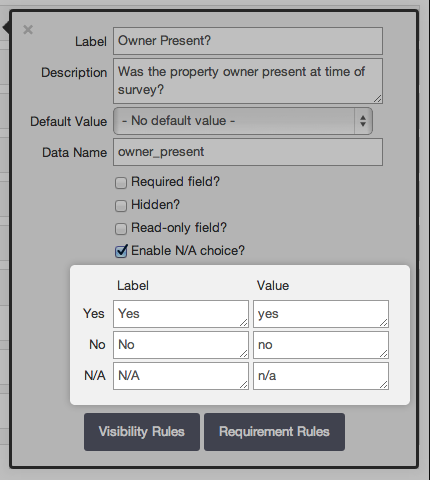 Label Owner Present?
Description Was the property owner present at time of
survey?
Default Value - No default value -
Data Name owner_present
Required field?
Hidden?
Read-only field?
Enable N/A choice?
Label Value
Yes Yes yes
No No no
N/A N/A n/a
Visibility Rules Requirement Rules